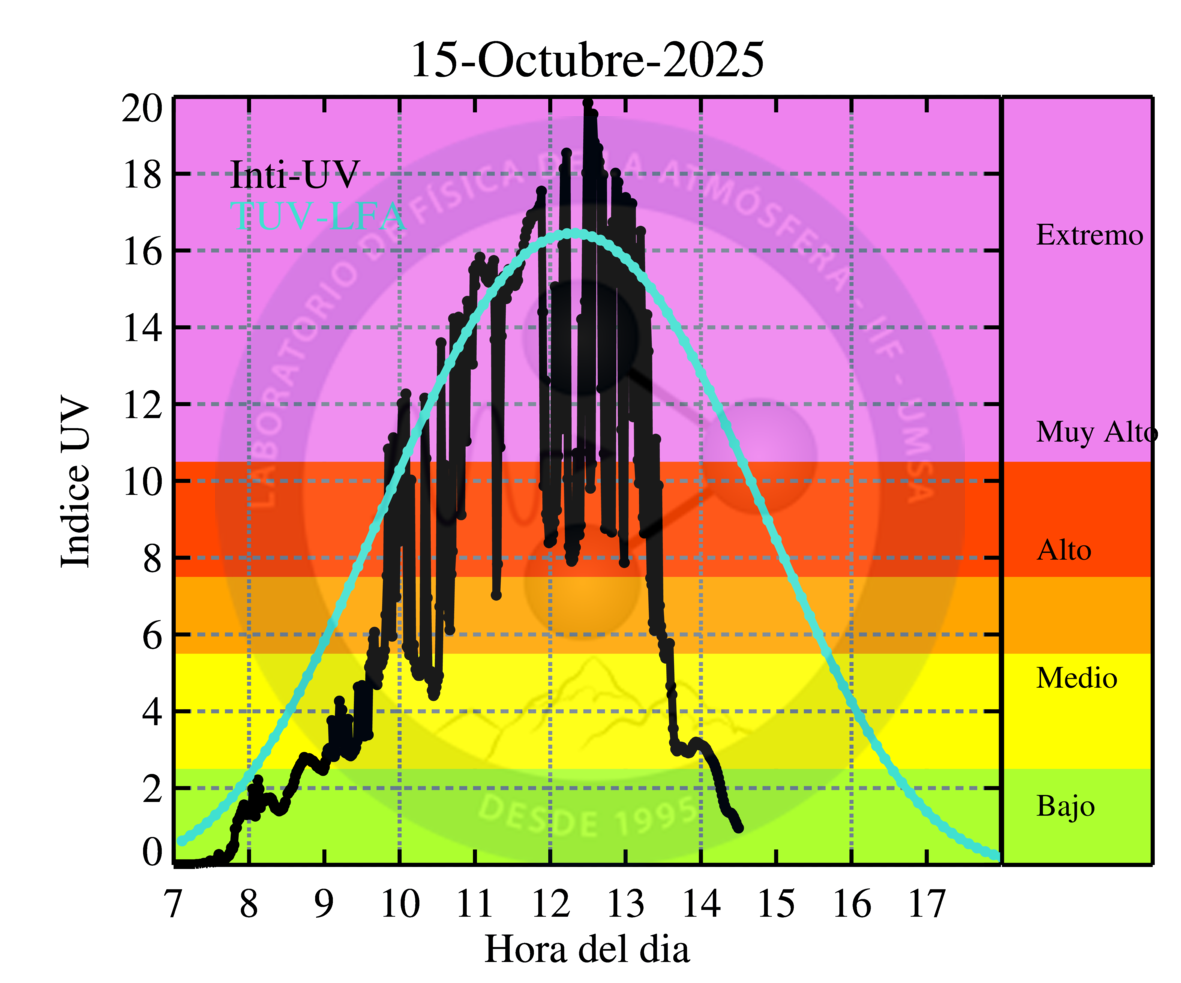 15-Octubre-2025
Inti-UV
TUV-LFA
LABORATORIO DE FÍSICA DE LA ATMÓSFERA - IIF - UMSA
DESDE 1995
Indice UV
20
18
16
14
12
10
8
6
4
2
0
Extremo
Muy Alto
Alto
Medio
Bajo
7 8 9 10 11 12 13 14 15 16 17
Hora del dia